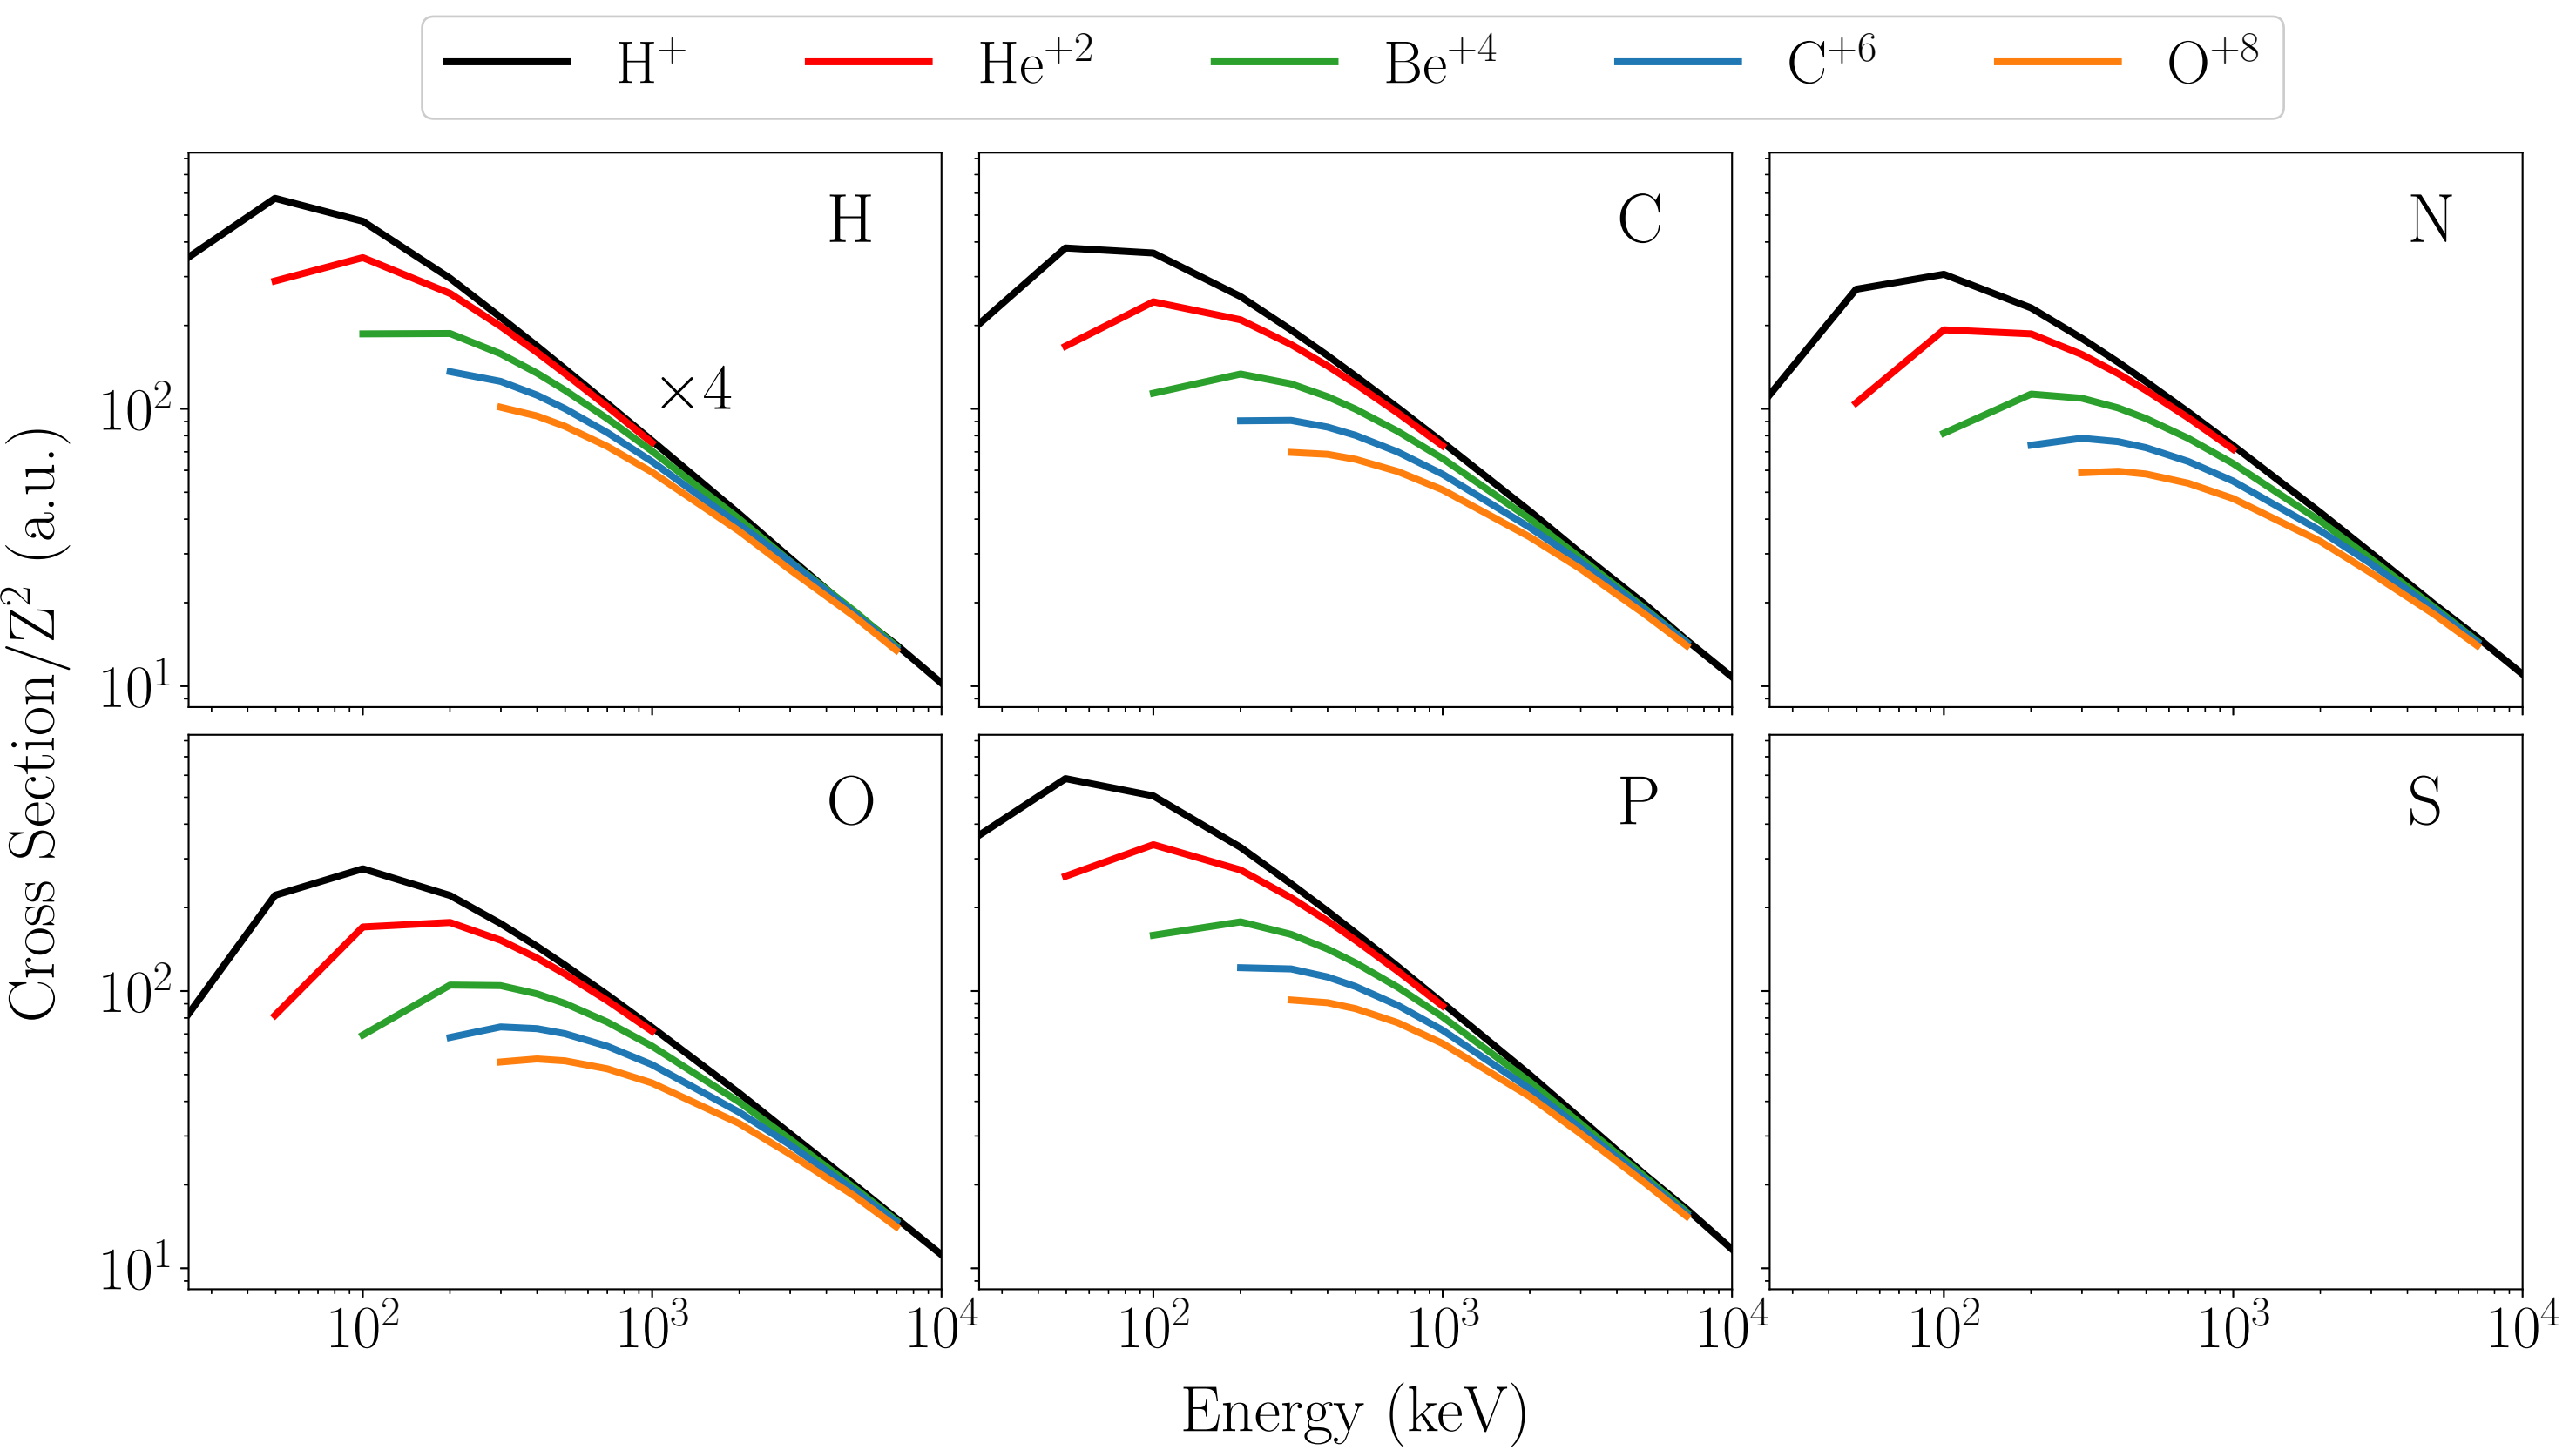 H⁺ He⁺² Be⁺⁴ C⁺⁶ O⁺⁸
H
C
N
×4
10²
10¹
Cross Section/Z² (a.u.)
O
P
S
10²
10¹
10² 10³ 10⁴ 10² 10³ 10⁴ 10² 10³ 10⁴
Energy (keV)